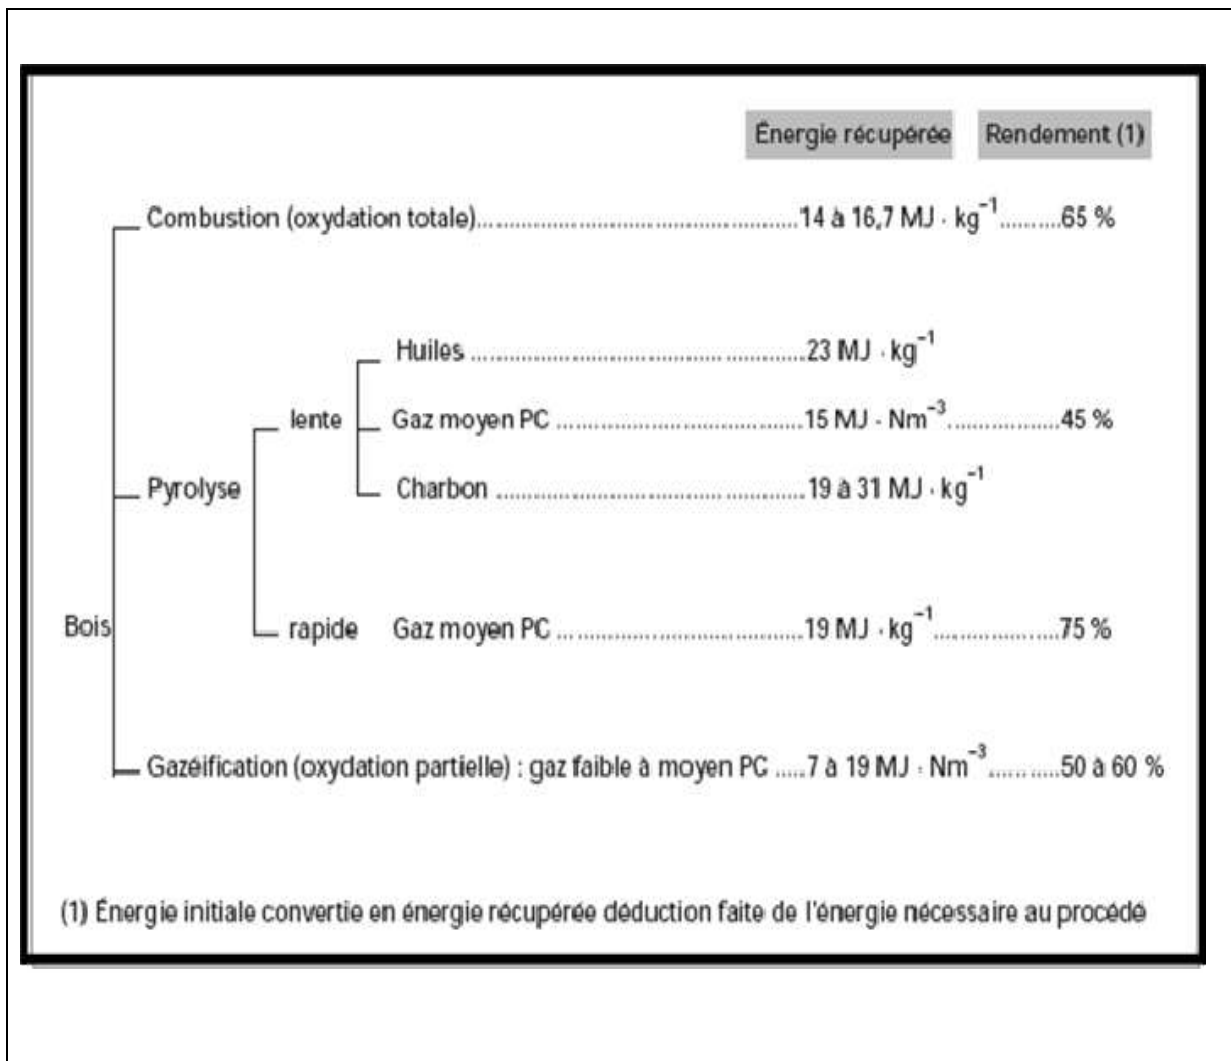 Énergie récupérée Rendement (1)
Combustion (oxydation totale)................................................14 à 16,7 MJ · kg⁻¹..........65 %
Huiles ..................................................23 MJ · kg⁻¹
lente Gaz moyen PC .....................................15 MJ · Nm⁻³..................45 %
Pyrolyse Charbon ...............................................19 à 31 MJ · kg⁻¹
Bois rapide Gaz moyen PC .....................................19 MJ · kg⁻¹....................75 %
Gazéification (oxydation partielle) : gaz faible à moyen PC .....7 à 19 MJ · Nm⁻³...........50 à 60 %
(1) Énergie initiale convertie en énergie récupérée déduction faite de l'énergie nécessaire au procédé